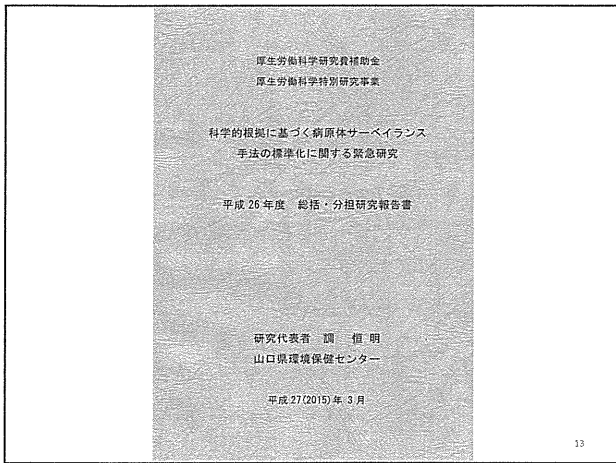 厚生労働科学研究費補助金
厚生労働科学特別研究事業
科学的根拠に基づく病原体サーベイランス
手法の標準化に関する緊急研究
平成 26 年度 総括・分担研究報告書
研究代表者 調 恒 明
山口県環境保健センター
平成 27(2015)年 3 月
13